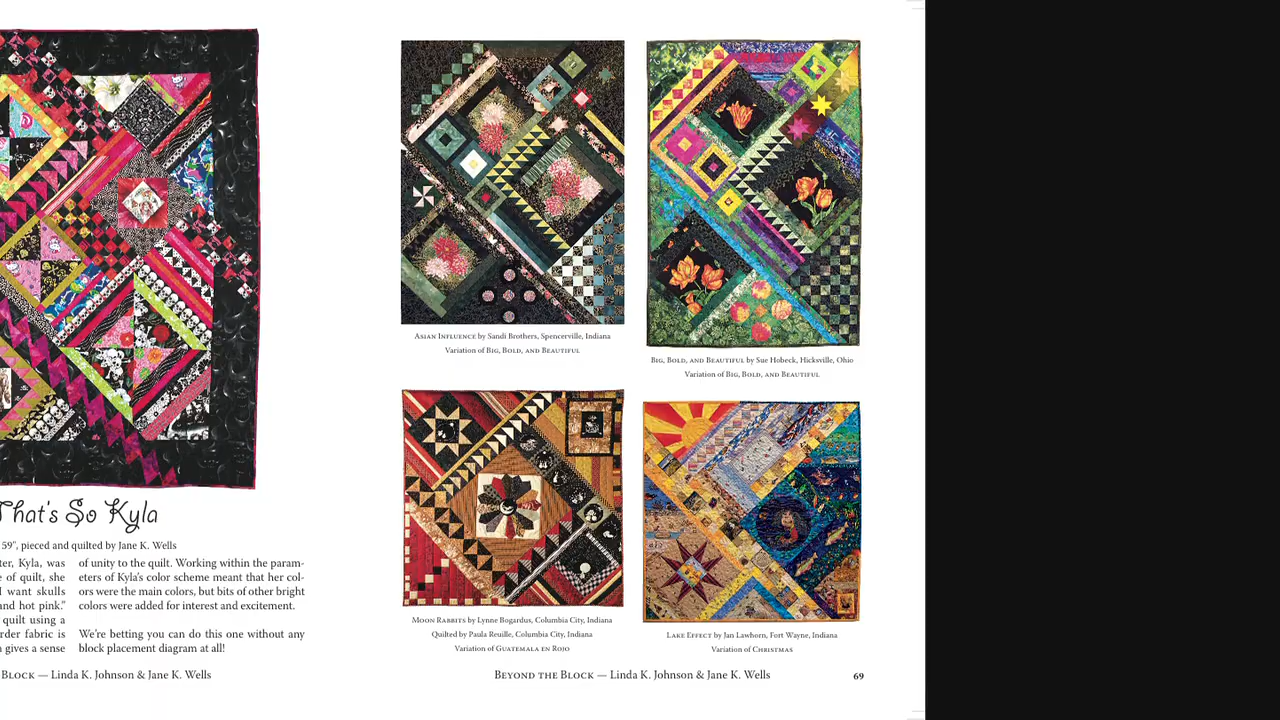 That's So Kyla
59", pieced and quilted by Jane K. Wells
ter, Kyla, was
e of quilt, she
I want skulls
and hot pink."
quilt using a
rder fabric is
n gives a sense
of unity to the quilt. Working within the param-
eters of Kyla's color scheme meant that her col-
ors were the main colors, but bits of other bright
colors were added for interest and excitement.
We're betting you can do this one without any
block placement diagram at all!
Block — Linda K. Johnson & Jane K. Wells
Asian Influence by Sandi Brothers, Spencerville, Indiana
Variation of Big, Bold, and Beautiful
Big, Bold, and Beautiful by Sue Hobeck, Hicksville, Ohio
Variation of Big, Bold, and Beautiful
Moon Rabbits by Lynne Bogardus, Columbia City, Indiana
Quilted by Paula Reuille, Columbia City, Indiana
Variation of Guatemala en Rojo
Lake Effect by Jan Lawhorn, Fort Wayne, Indiana
Variation of Christmas
Beyond the Block — Linda K. Johnson & Jane K. Wells
69